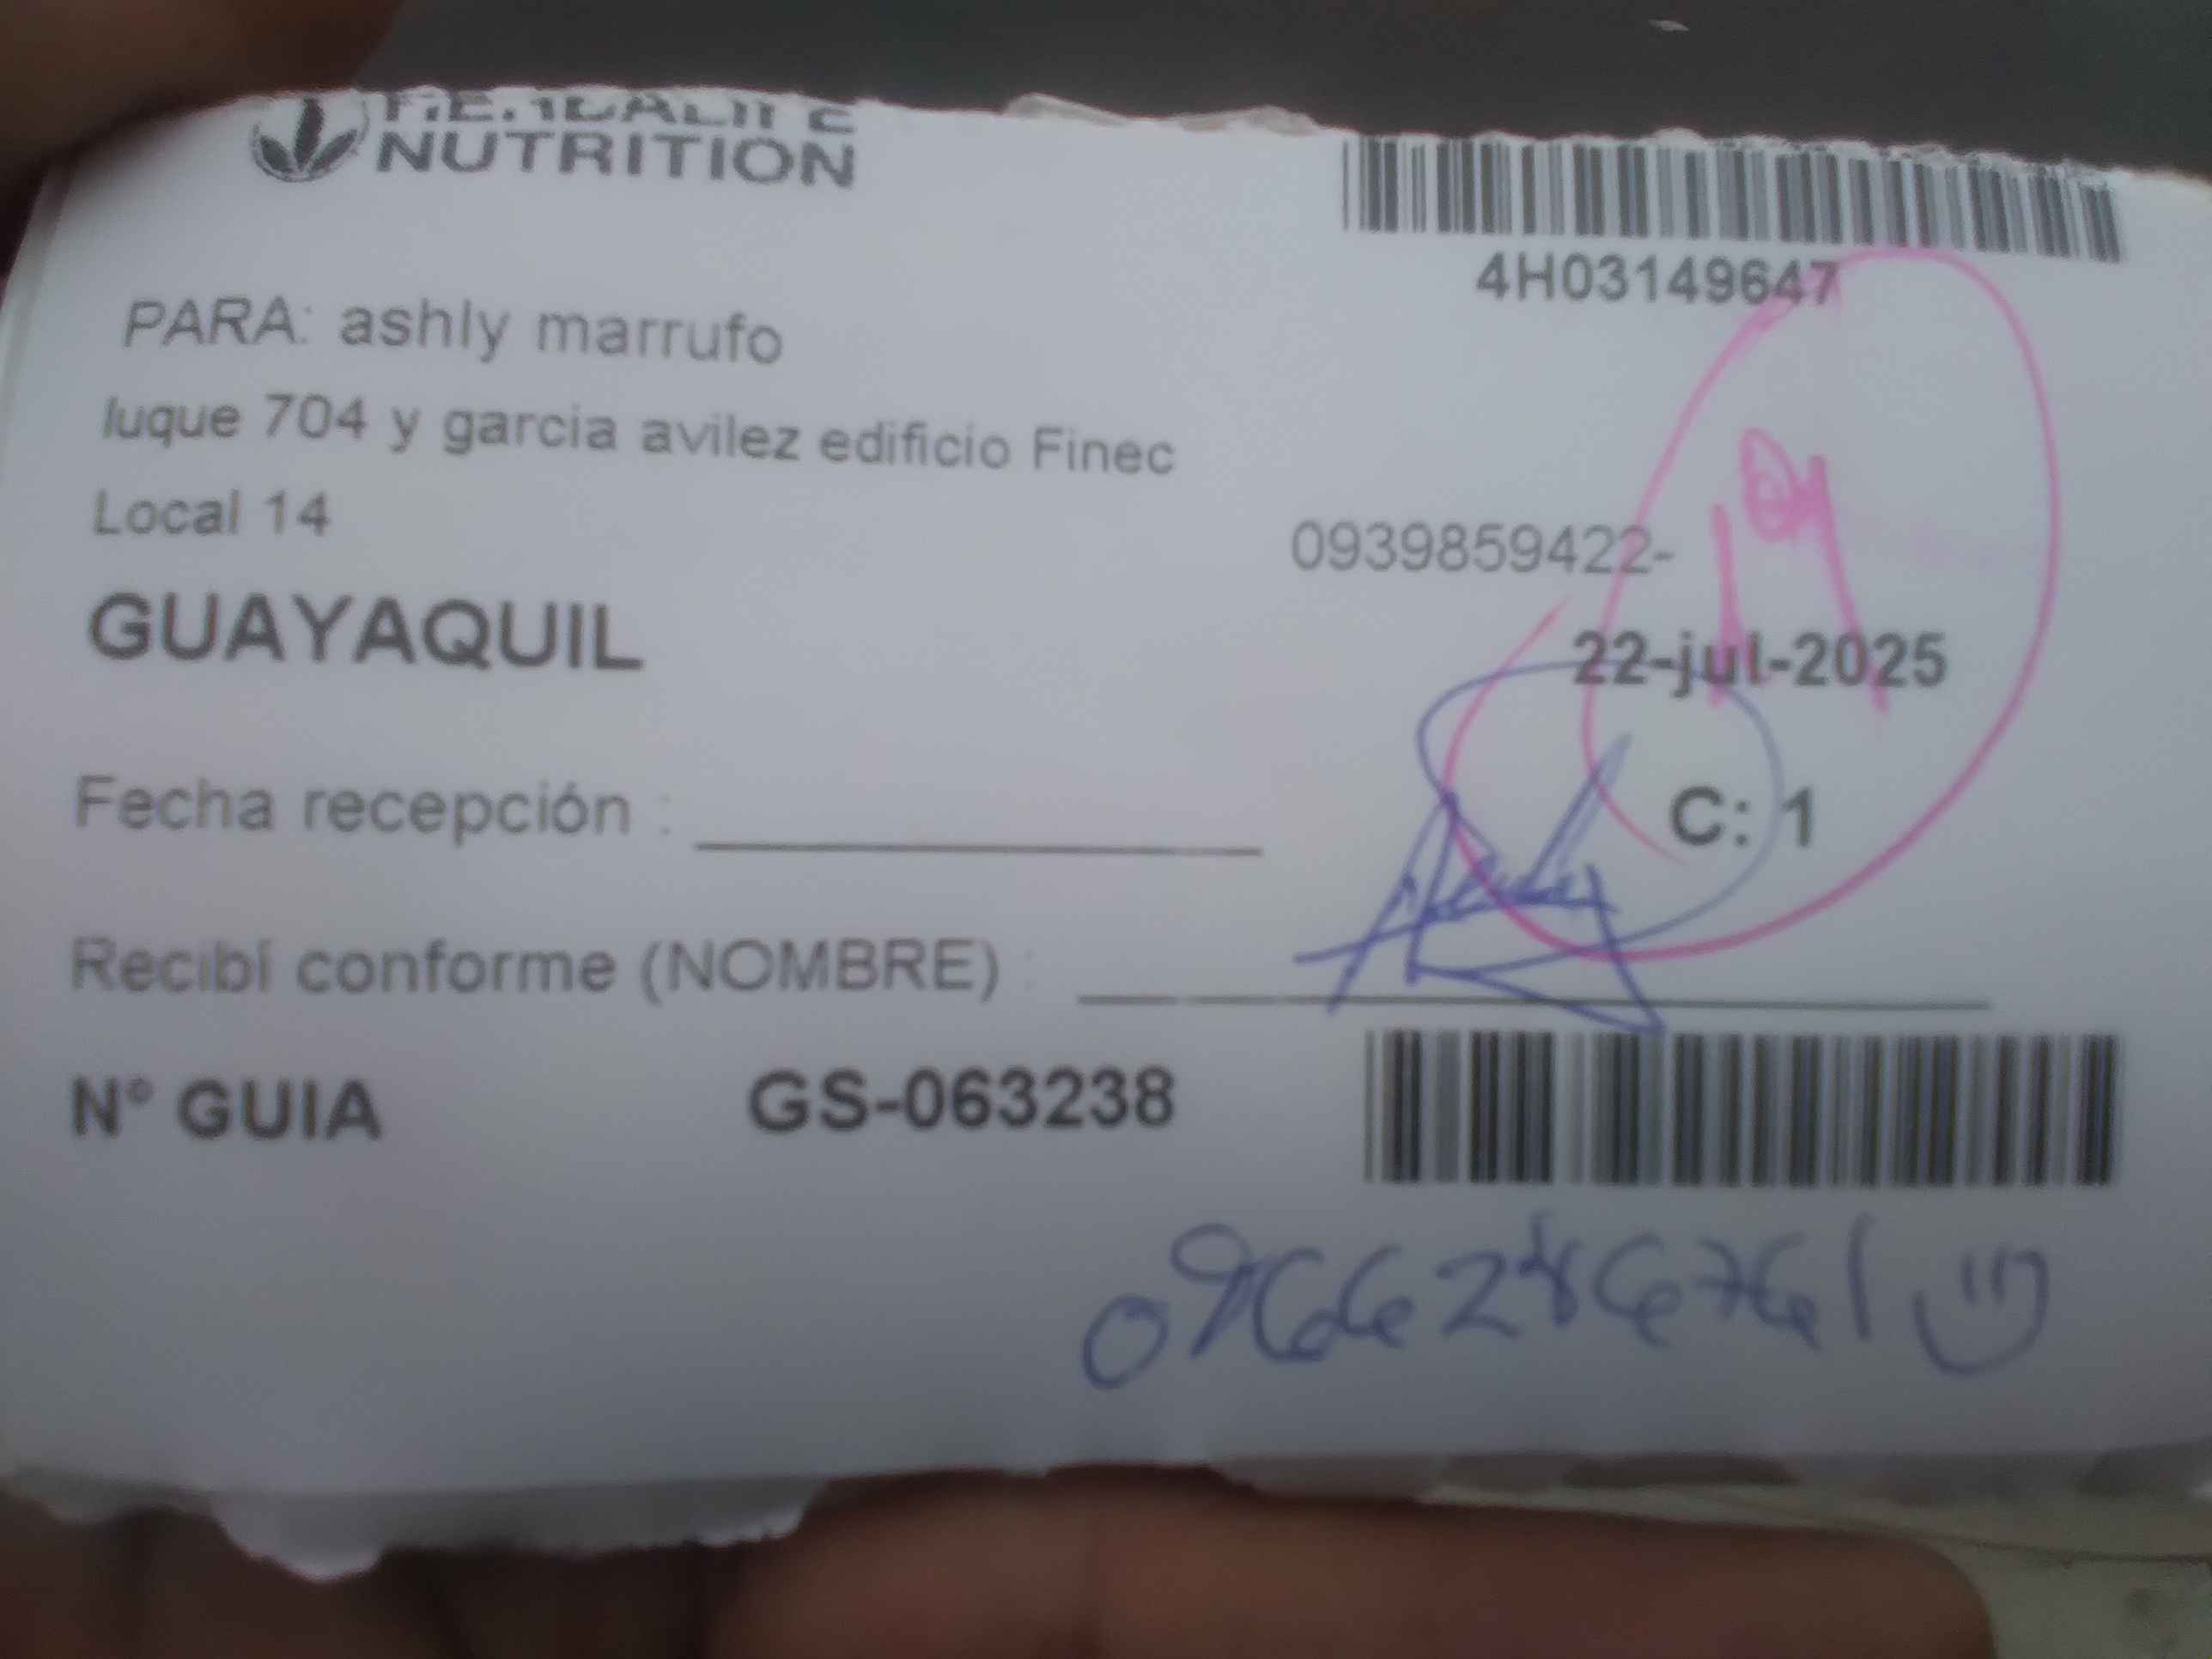 HERBALIFE
NUTRITION
4H03149647
PARA: ashly marrufo
luque 704 y garcia avilez edificio Finec
Local 14
0939859422-
GUAYAQUIL
22-jul-2025
C: 1
Fecha recepción :
Recibí conforme (NOMBRE) :
N° GUIA GS-063238